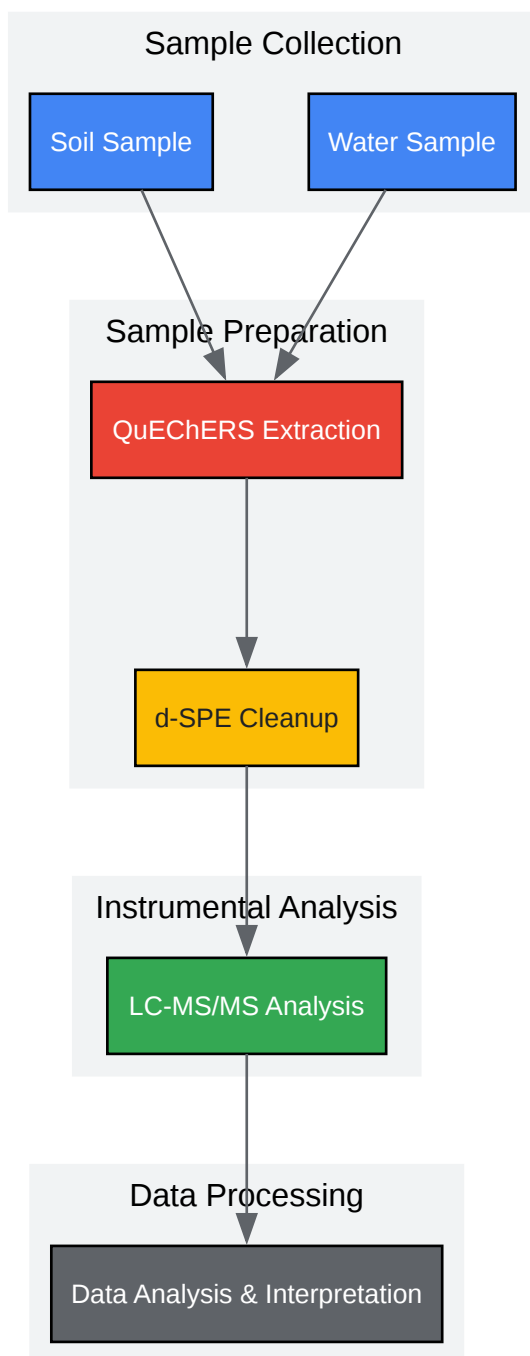 Sample Collection
Soil Sample
Water Sample
Sample Preparation
QuEChERS Extraction
d-SPE Cleanup
Instrumental Analysis
LC-MS/MS Analysis
Data Processing
Data Analysis & Interpretation